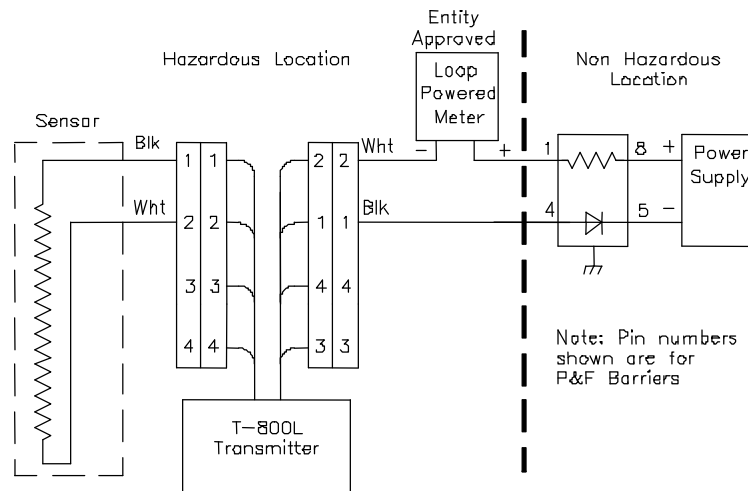 Entity
Approved
Hazardous Location
Non Hazardous
Location
Loop
Powered
Meter
Sensor
Blk
Wht
1 1
2 2
3 3
4 4
2 2
1 1
4 4
3 3
Wht
- +
Blk
1 8 +
4 5 -
Power
Supply
Note: Pin numbers
shown are for
P&F Barriers
T-800L
Transmitter